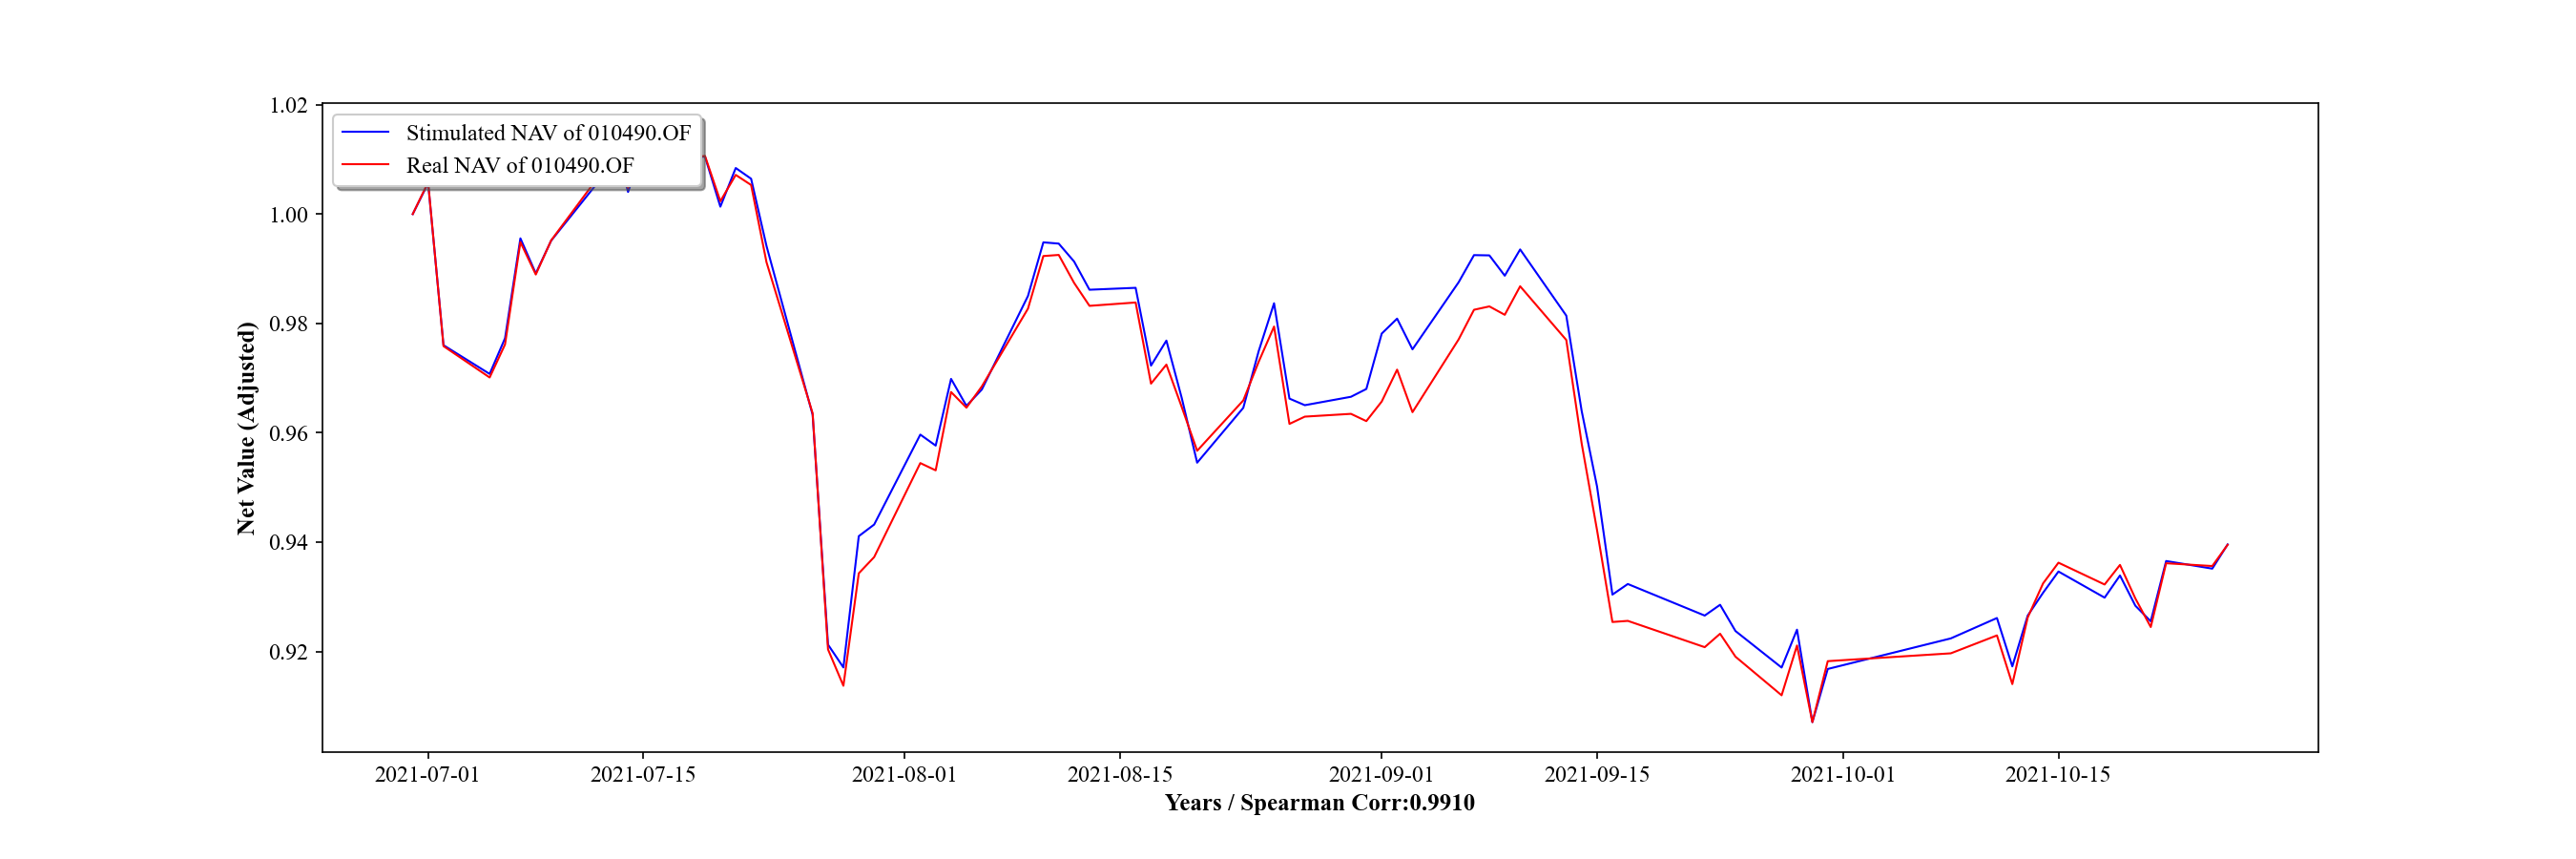 1.02
1.00
0.98
0.96
0.94
0.92
Net Value (Adjusted)
Stimulated NAV of 010490.OF
Real NAV of 010490.OF
2021-07-01 2021-07-15 2021-08-01 2021-08-15 2021-09-01 2021-09-15 2021-10-01 2021-10-15
Years / Spearman Corr:0.9910